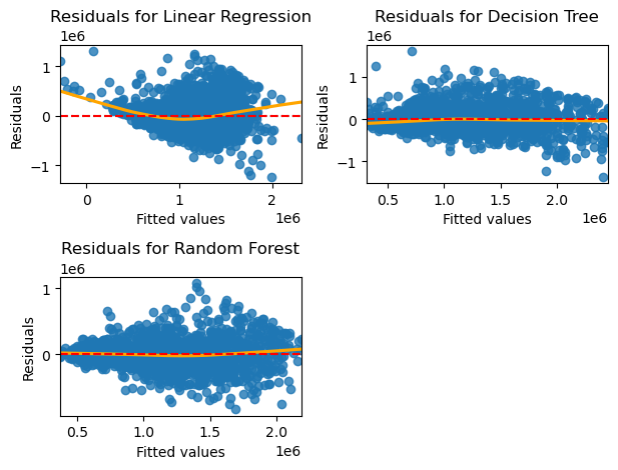 Residuals for Linear Regression
1e6
1
0
−1
Residuals
0
1
2
Fitted values
1e6
Residuals for Decision Tree
1e6
1
0
−1
Residuals
0.5
1.0
1.5
2.0
Fitted values
1e6
Residuals for Random Forest
1e6
1
0
Residuals
0.5
1.0
1.5
2.0
Fitted values
1e6